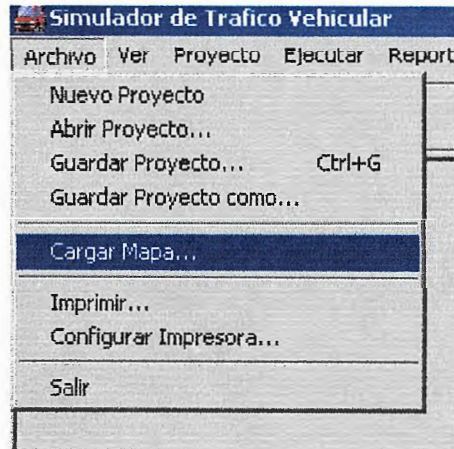 Simulador de Trafico Vehicular
Archivo Ver Proyecto Ejecutar Report
Nuevo Proyecto
Abrir Proyecto...
Guardar Proyecto... Ctrl+G
Guardar Proyecto como...
Cargar Mapa...
Imprimir...
Configurar Impresora...
Salir